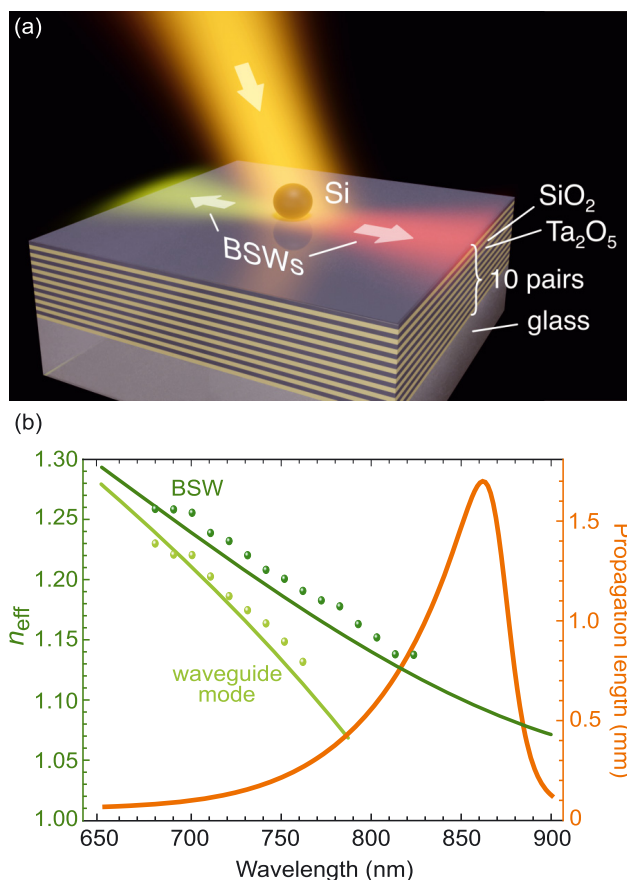 (a)
Si
SiO₂
Ta₂O₅
BSWs
10 pairs
glass
(b)
1.30
1.25
1.20
1.15
1.10
1.05
1.00
n_eff
BSW
waveguide
mode
1.5
1.0
0.5
0
Propagation length (mm)
650
700
750
800
850
900
Wavelength (nm)